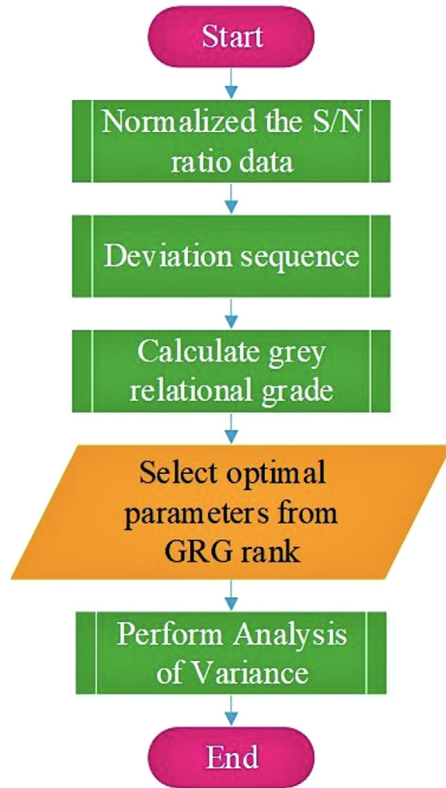 Start
Normalized the S/N
ratio data
Deviation sequence
Calculate grey
relational grade
Select optimal
parameters from
GRG rank
Perform Analysis
of Variance
End